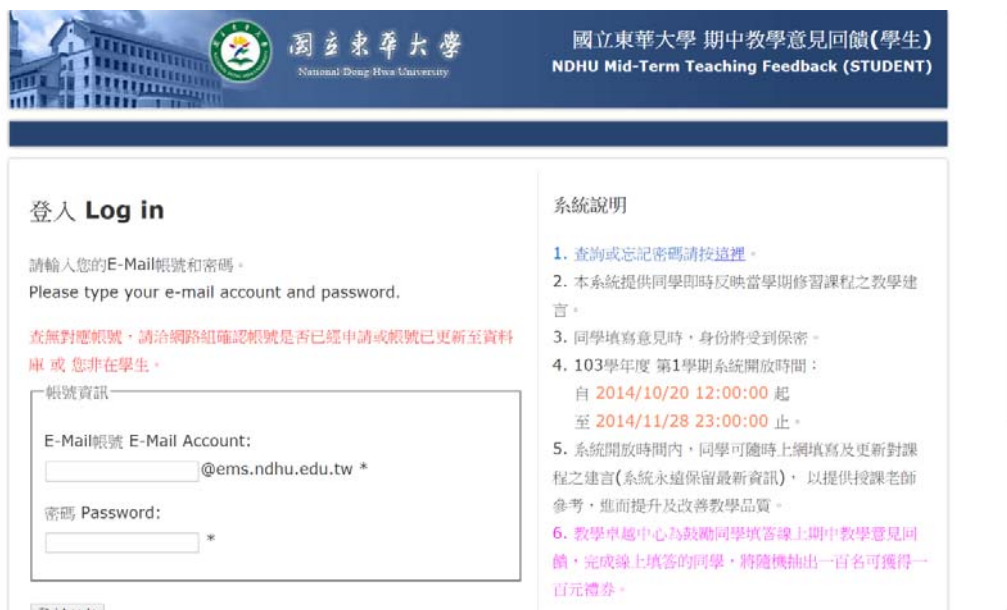 國立東華大學
National Dong Hwa University
國立東華大學 期中教學意見回饋(學生)
NDHU Mid-Term Teaching Feedback (STUDENT)
登入 Log in
請輸入您的E-Mail帳號和密碼。
Please type your e-mail account and password.
查無對應帳號，請洽網路組確認帳號是否已經申請或帳號已更新至資料
庫 或 您非在學生。
帳號資訊
E-Mail帳號 E-Mail Account:
@ems.ndhu.edu.tw *
密碼 Password:
*
系統說明
1. 查詢或忘記密碼請按這裡。
2. 本系統提供同學即時反映當學期修習課程之教學建
言。
3. 同學填寫意見時，身份將受到保密。
4. 103學年度 第1學期系統開放時間：
自 2014/10/20 12:00:00 起
至 2014/11/28 23:00:00 止。
5. 系統開放時間內，同學可隨時上網填寫及更新對課
程之建言(系統永遠保留最新資訊)， 以提供授課老師
參考，進而提升及改善教學品質。
6. 教學卓越中心為鼓勵同學填答線上期中教學意見回
饋，完成線上填答的同學，將隨機抽出一百名可獲得一
百元禮券。